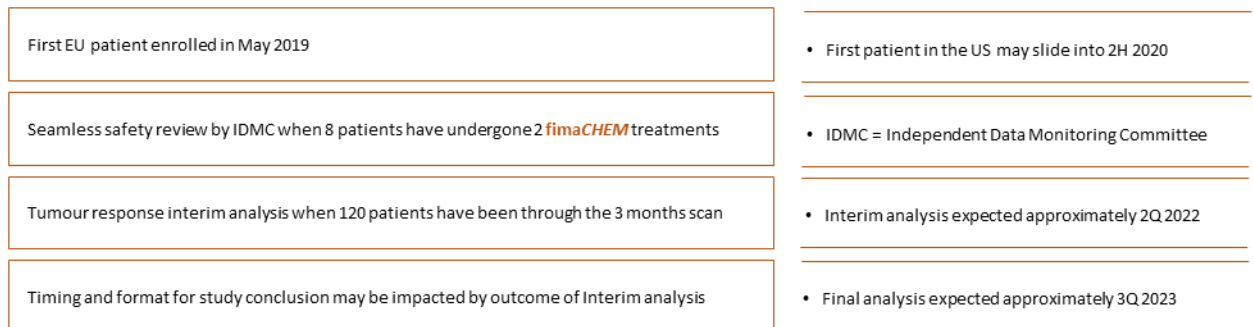 First EU patient enrolled in May 2019
• First patient in the US may slide into 2H 2020
Seamless safety review by IDMC when 8 patients have undergone 2 fimaCHEM treatments
• IDMC = Independent Data Monitoring Committee
Tumour response interim analysis when 120 patients have been through the 3 months scan
• Interim analysis expected approximately 2Q 2022
Timing and format for study conclusion may be impacted by outcome of Interim analysis
• Final analysis expected approximately 3Q 2023